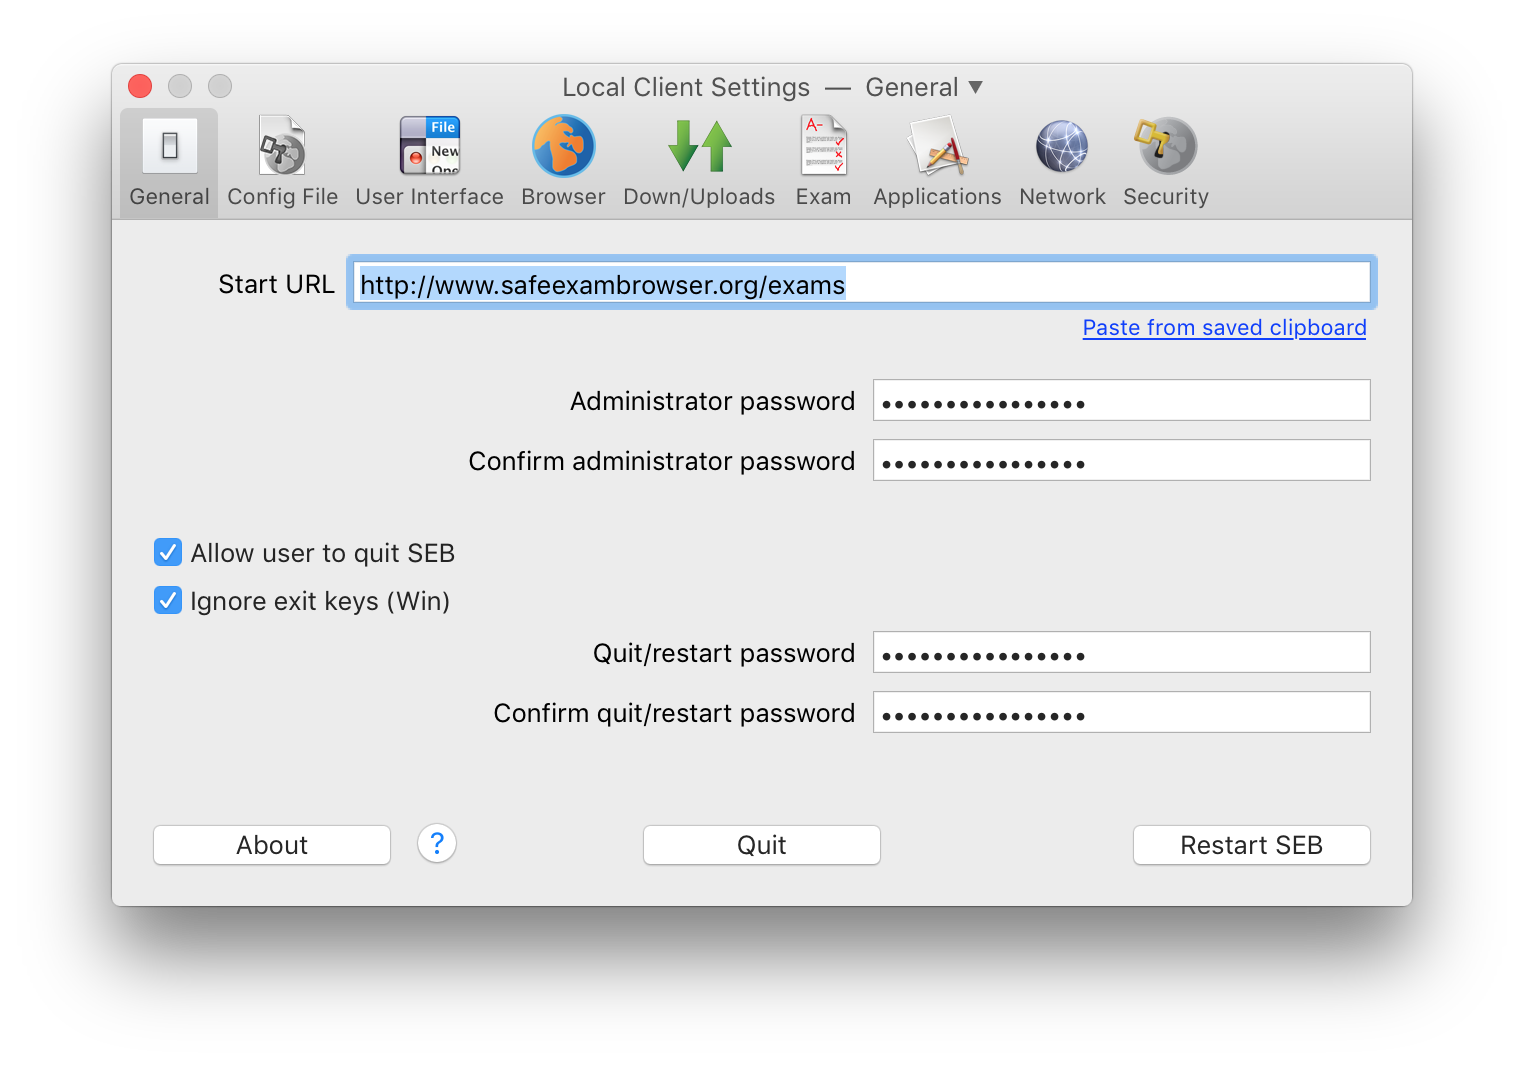 Local Client Settings — General ▼
File
New
A-
General Config File User Interface Browser Down/Uploads Exam Applications Network Security
Start URL http://www.safeexambrowser.org/exams
Paste from saved clipboard
Administrator password ••••••••••••••••
Confirm administrator password ••••••••••••••••
Allow user to quit SEB
Ignore exit keys (Win)
Quit/restart password ••••••••••••••••
Confirm quit/restart password ••••••••••••••••
About ? Quit Restart SEB